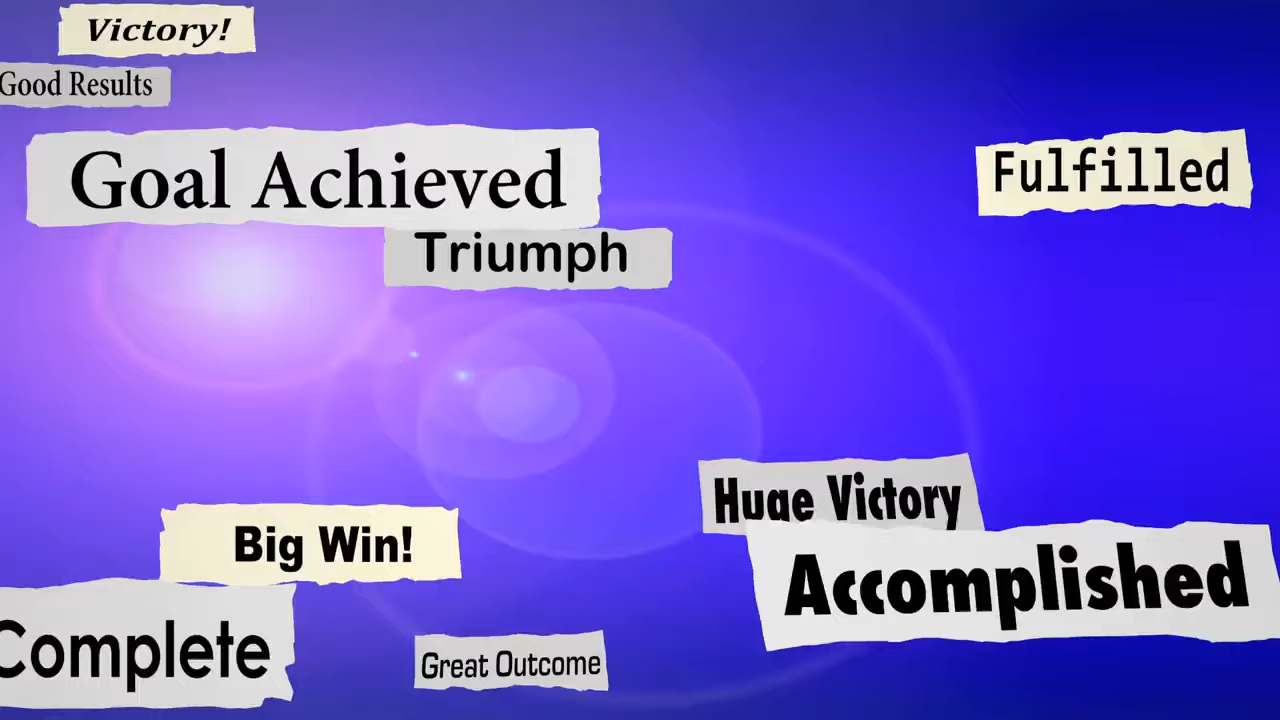 Victory!
Good Results
Goal Achieved
Fulfilled
Triumph
Huge Victory
Big Win!
Accomplished
Complete
Great Outcome